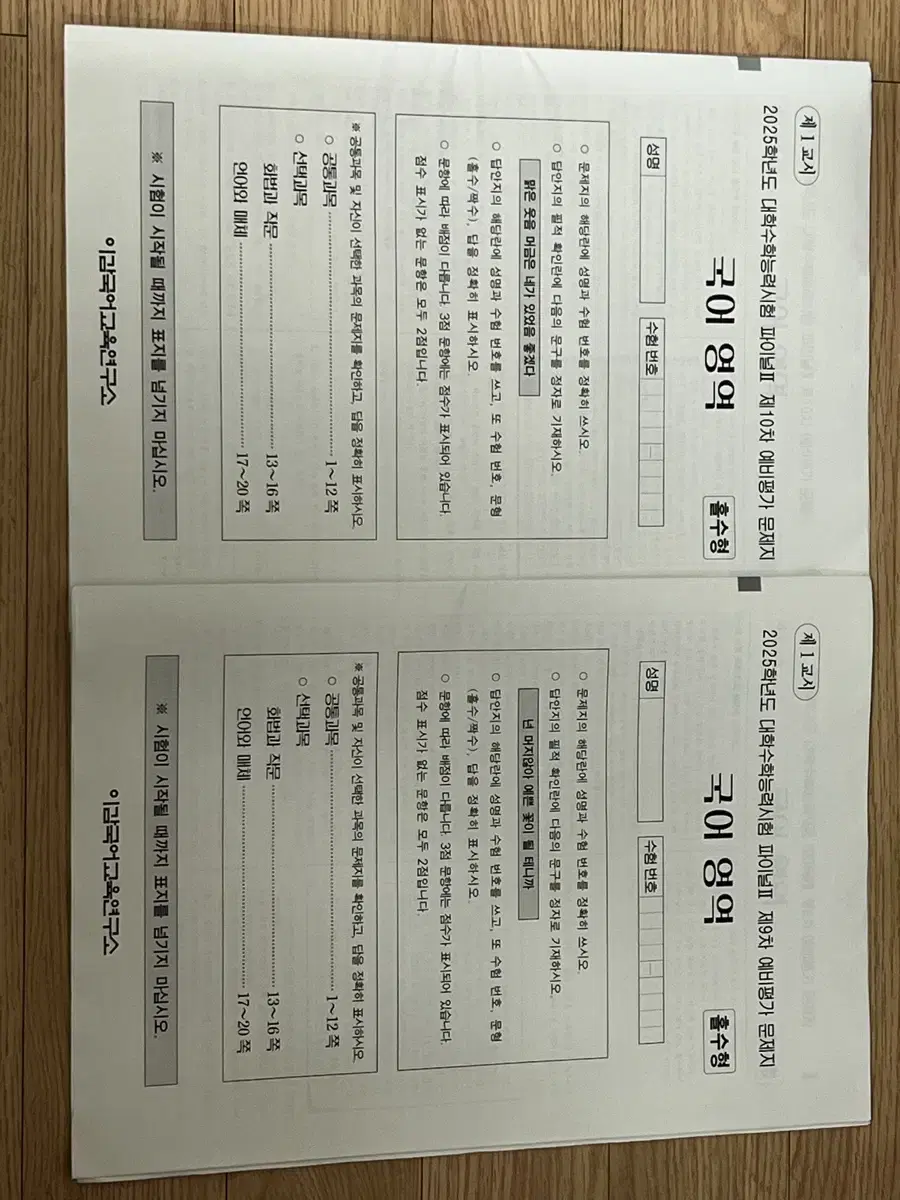 제 1 교시
2025학년도 대학수학능력시험 파이널Ⅱ 제10차 예비평가 문제지
국어 영역
홀수형
성명
수험 번호
○ 문제지의 해당란에 성명과 수험 번호를 정확히 쓰시오.
○ 답안지의 필적 확인란에 다음의 문구를 정자로 기재하시오.
맑은 웃음 머금은 네가 있었음 좋겠다
○ 답안지의 해당란에 성명과 수험 번호를 쓰고, 또 수험 번호, 문형
(홀수/짝수), 답을 정확히 표시하시오.
○ 문항에 따라 배점이 다릅니다. 3점 문항에는 점수가 표시되어 있습니다.
점수 표시가 없는 문항은 모두 2점입니다.
※ 공통과목 및 자신이 선택한 과목의 문제지를 확인하고, 답을 정확히 표시하시오.
○ 공통과목 ······ 1∼12 쪽
○ 선택과목
화법과 작문 ······ 13∼16 쪽
언어와 매체 ······ 17∼20 쪽
※ 시험이 시작될 때까지 표지를 넘기지 마십시오.
이감국어교육연구소
제 1 교시
2025학년도 대학수학능력시험 파이널Ⅱ 제9차 예비평가 문제지
국어 영역
홀수형
성명
수험 번호
○ 문제지의 해당란에 성명과 수험 번호를 정확히 쓰시오.
○ 답안지의 필적 확인란에 다음의 문구를 정자로 기재하시오.
넌 머지않아 예쁜 꽃이 될 테니까
○ 답안지의 해당란에 성명과 수험 번호를 쓰고, 또 수험 번호, 문형
(홀수/짝수), 답을 정확히 표시하시오.
○ 문항에 따라 배점이 다릅니다. 3점 문항에는 점수가 표시되어 있습니다.
점수 표시가 없는 문항은 모두 2점입니다.
※ 공통과목 및 자신이 선택한 과목의 문제지를 확인하고, 답을 정확히 표시하시오.
○ 공통과목 ······ 1∼12 쪽
○ 선택과목
화법과 작문 ······ 13∼16 쪽
언어와 매체 ······ 17∼20 쪽
※ 시험이 시작될 때까지 표지를 넘기지 마십시오.
이감국어교육연구소